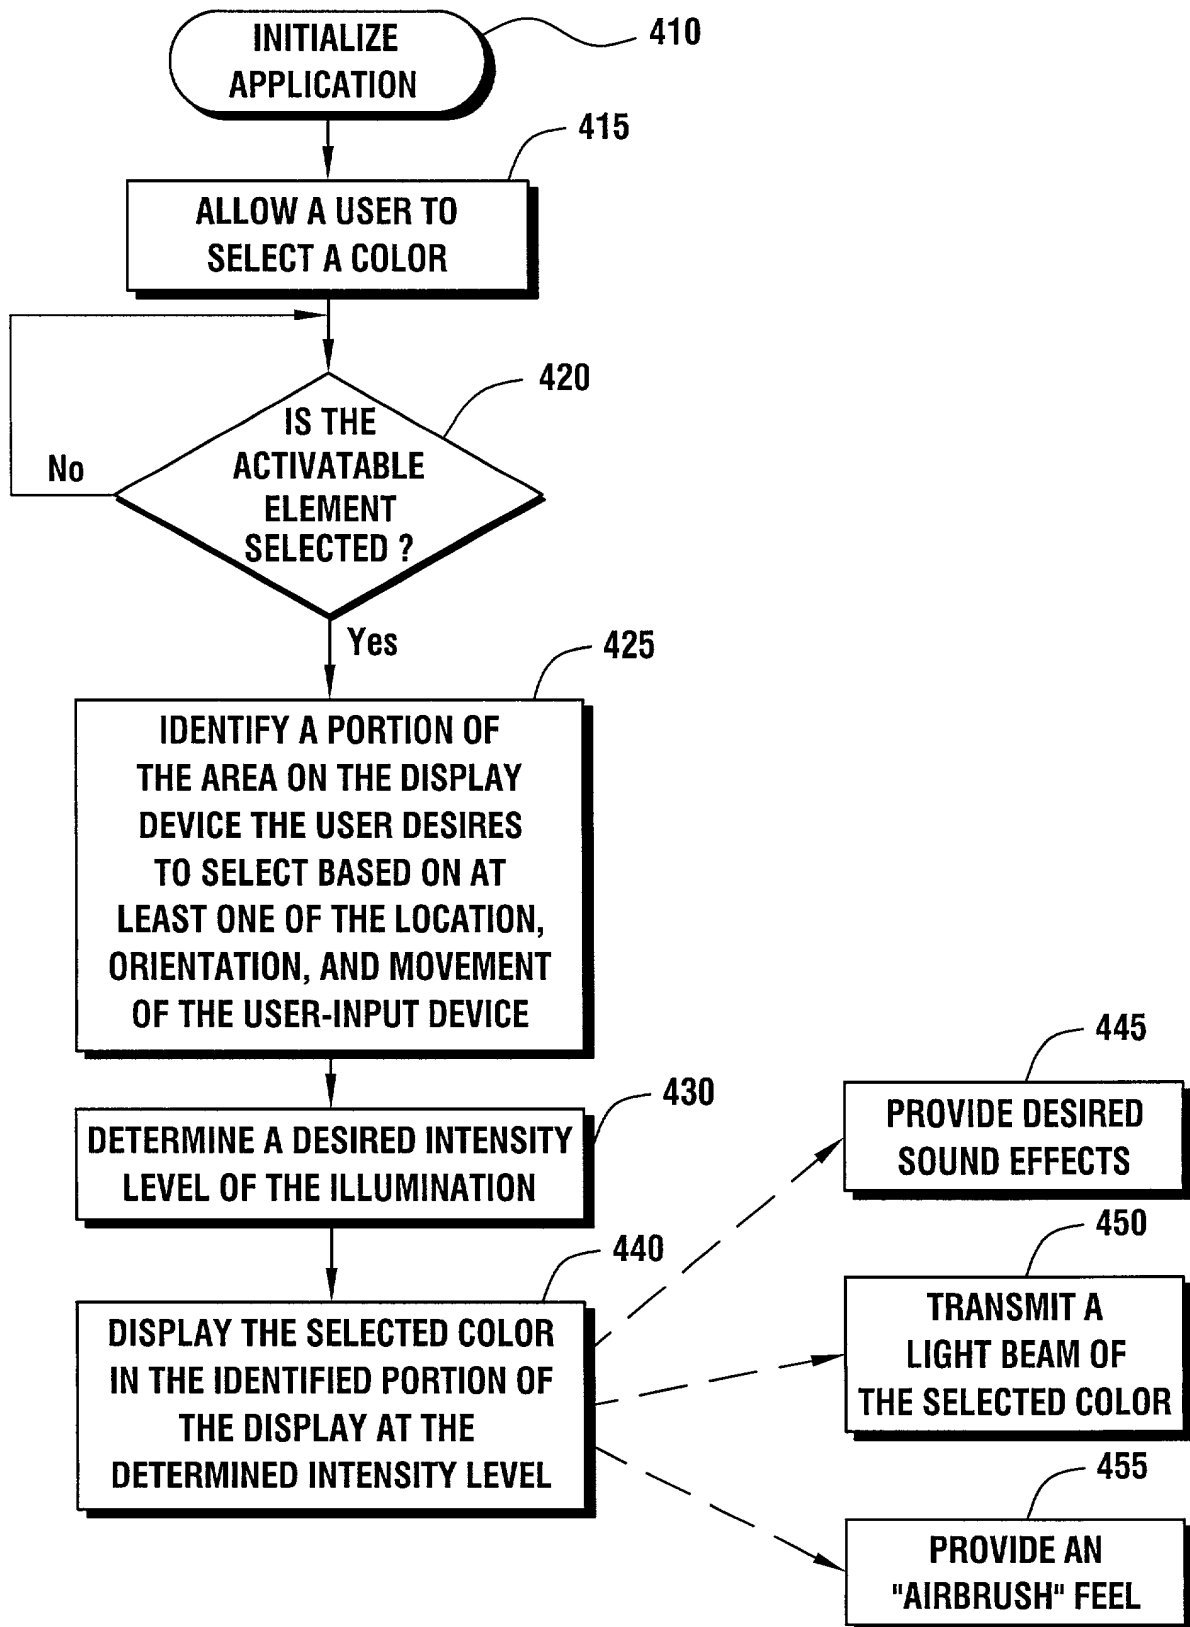 INITIALIZE
APPLICATION
410
415
ALLOW A USER TO
SELECT A COLOR
420
IS THE
ACTIVATABLE
ELEMENT
SELECTED ?
No
Yes
425
IDENTIFY A PORTION OF
THE AREA ON THE DISPLAY
DEVICE THE USER DESIRES
TO SELECT BASED ON AT
LEAST ONE OF THE LOCATION,
ORIENTATION, AND MOVEMENT
OF THE USER-INPUT DEVICE
430
DETERMINE A DESIRED INTENSITY
LEVEL OF THE ILLUMINATION
440
DISPLAY THE SELECTED COLOR
IN THE IDENTIFIED PORTION OF
THE DISPLAY AT THE
DETERMINED INTENSITY LEVEL
445
PROVIDE DESIRED
SOUND EFFECTS
450
TRANSMIT A
LIGHT BEAM OF
THE SELECTED COLOR
455
PROVIDE AN
"AIRBRUSH" FEEL